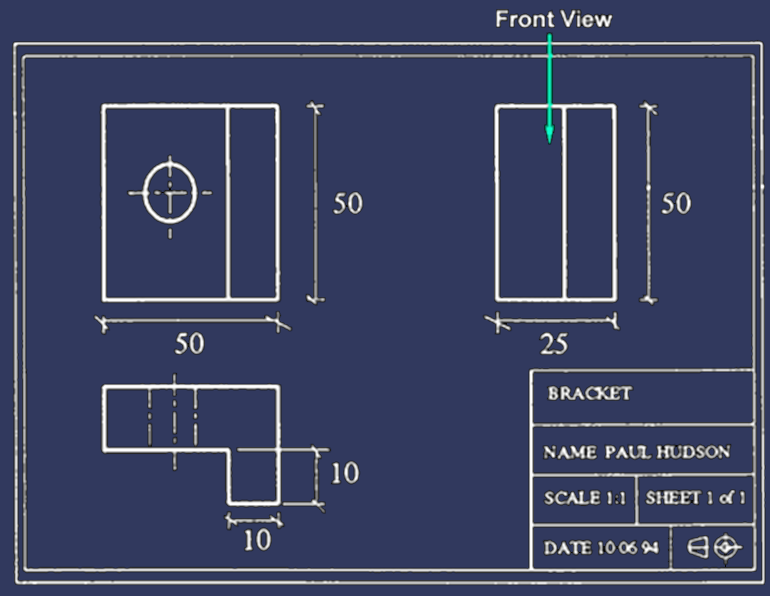 Front View
50
50
50
25
10
10
BRACKET
NAME PAUL HUDSON
SCALE 1:1 SHEET 1 of 1
DATE 10 06 94